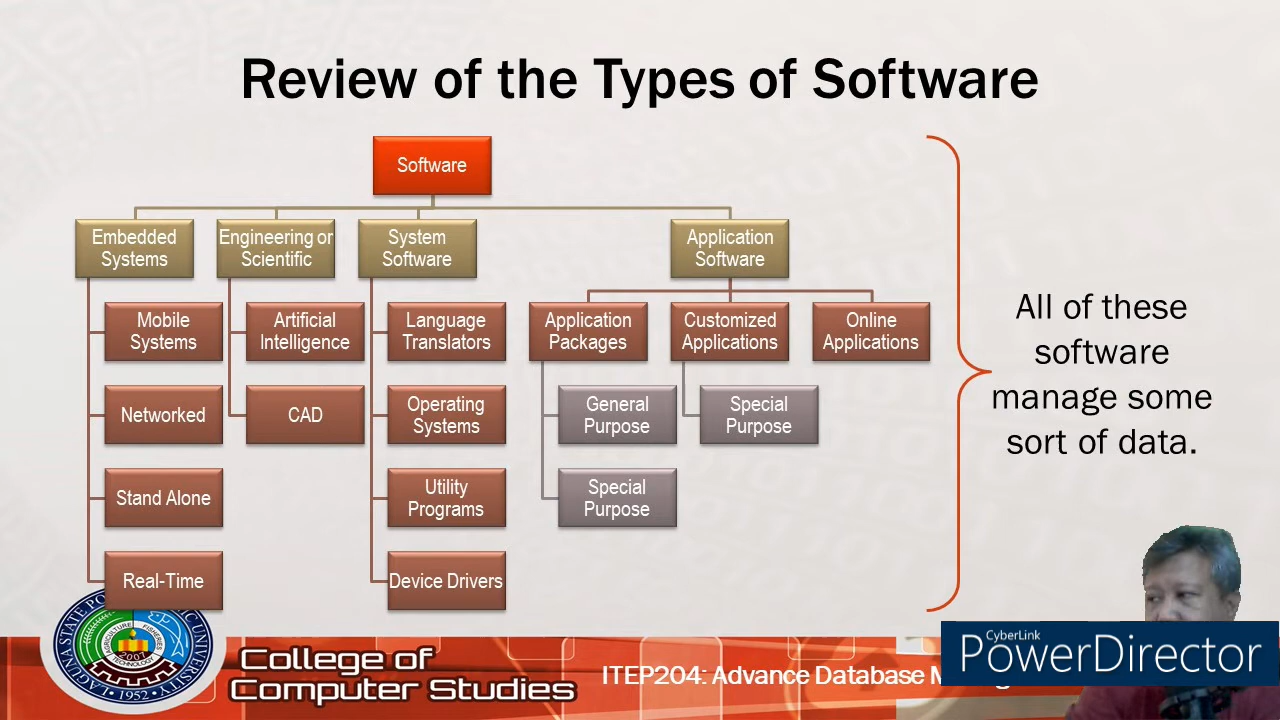 Review of the Types of Software
Software
Embedded
Systems
Engineering or
Scientific
System
Software
Application
Software
Mobile
Systems
Artificial
Intelligence
Language
Translators
Application
Packages
Customized
Applications
Online
Applications
Networked
CAD
Operating
Systems
General
Purpose
Special
Purpose
Stand Alone
Utility
Programs
Special
Purpose
Real-Time
Device Drivers
All of these
software
manage some
sort of data.
College of
Computer Studies
ITEP204: Advance Database
CyberLink
PowerDirector
1952